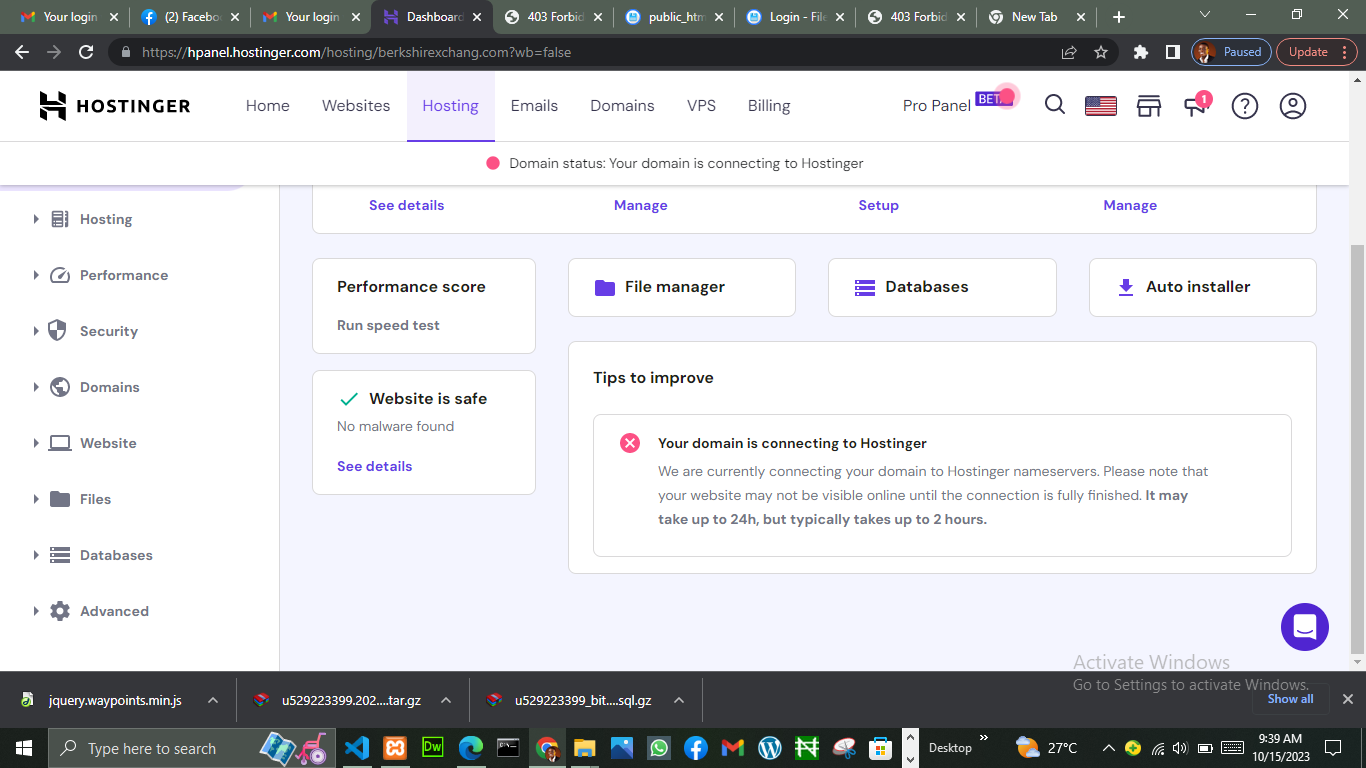 Your login
(2) Facebo
Your login
Dashboard
403 Forbid
public_htm
Login - File
403 Forbid
New Tab
https://hpanel.hostinger.com/hosting/berkshirexchang.com?wb=false
Paused
Update
HOSTINGER
Home
Websites
Hosting
Emails
Domains
VPS
Billing
Pro Panel
BETA
1
Domain status: Your domain is connecting to Hostinger
See details
Manage
Setup
Manage
Hosting
Performance
Security
Domains
Website
Files
Databases
Advanced
Performance score
Run speed test
File manager
Databases
Auto installer
Website is safe
No malware found
See details
Tips to improve
Your domain is connecting to Hostinger
We are currently connecting your domain to Hostinger nameservers. Please note that
your website may not be visible online until the connection is fully finished. It may
take up to 24h, but typically takes up to 2 hours.
Activate Windows
Go to Settings to activate Windows.
jquery.waypoints.min.js
u529223399.202....tar.gz
u529223399_bit....sql.gz
Show all
Type here to search
Dw
Desktop
27°C
9:39 AM
10/15/2023